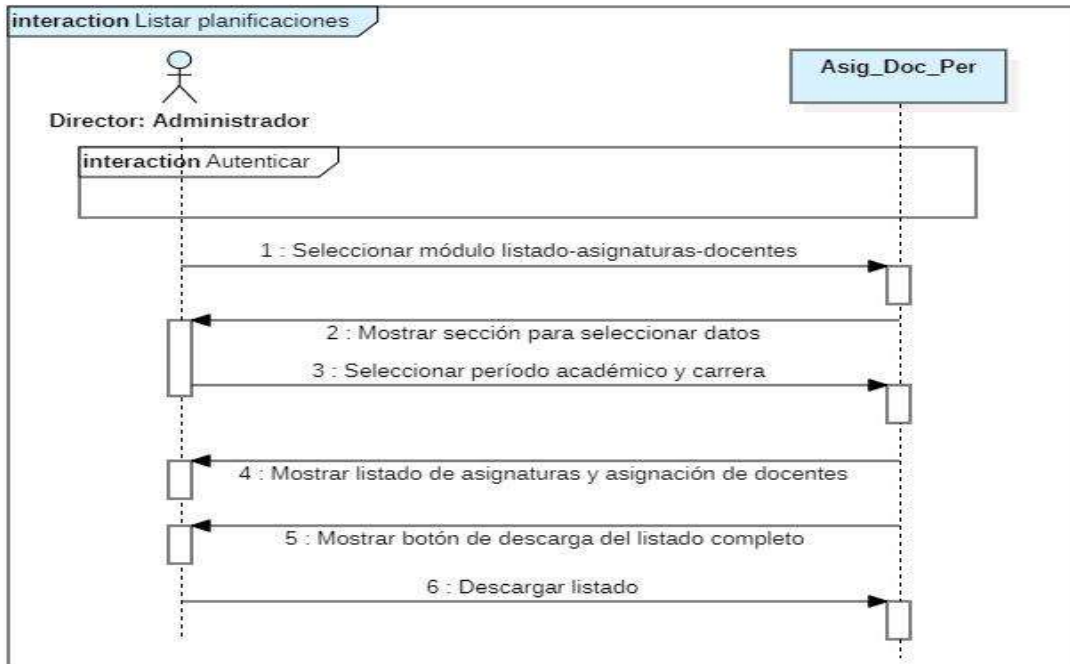 interaction Listar planificaciones
Asig_Doc_Per
Director: Administrador
interaction Autenticar
1 : Seleccionar módulo listado-asignaturas-docentes
2 : Mostrar sección para seleccionar datos
3 : Seleccionar período académico y carrera
4 : Mostrar listado de asignaturas y asignación de docentes
5 : Mostrar botón de descarga del listado completo
6 : Descargar listado